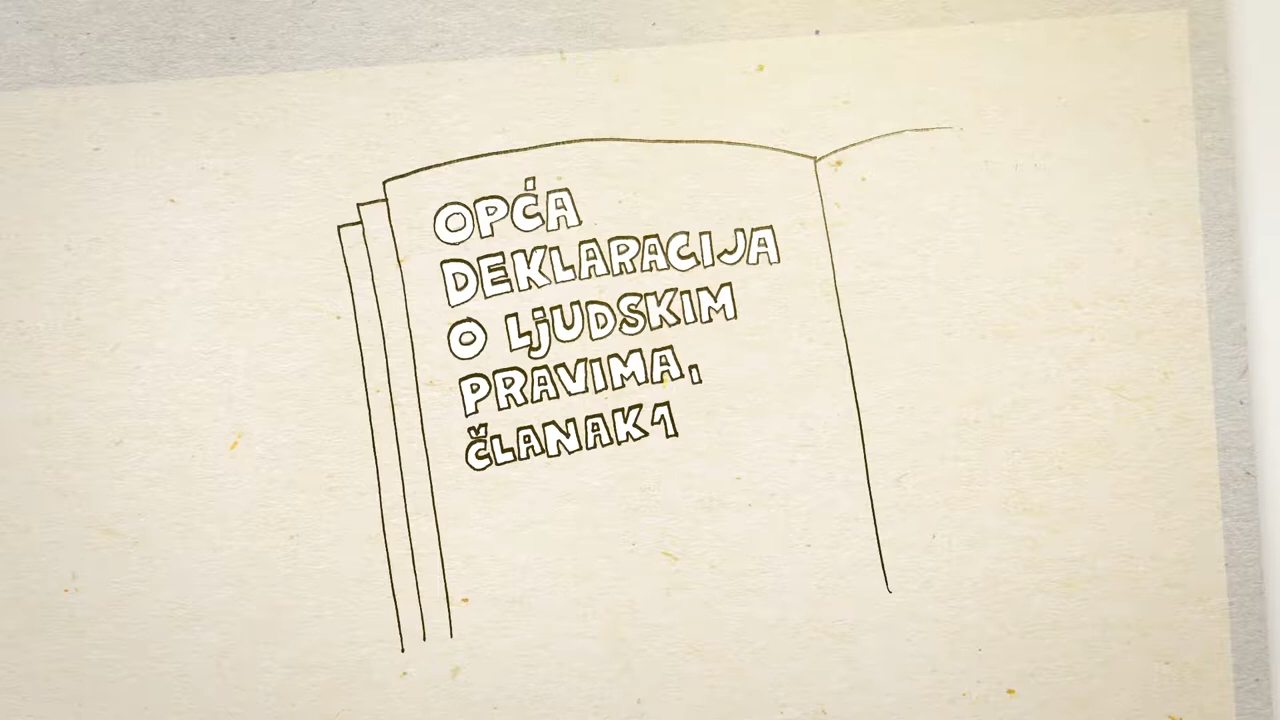 OPĆA
DEKLARACIJA
O LjUDSKIM
PRAVIMA,
ČLANAK 1